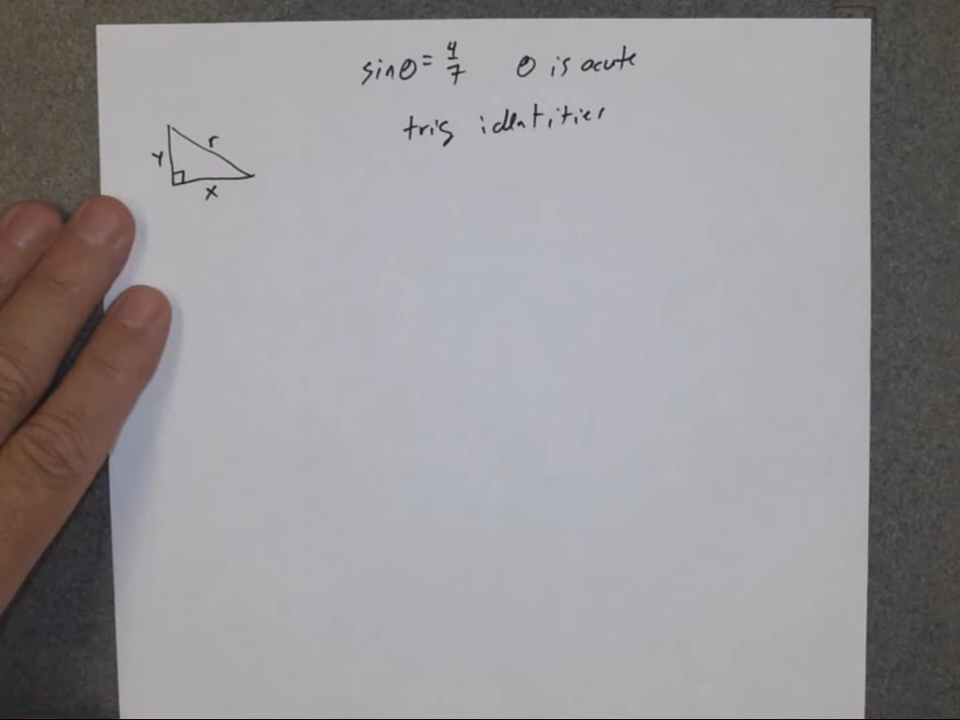 sinθ = 4/7 θ is acute
trig identities
r
y
x